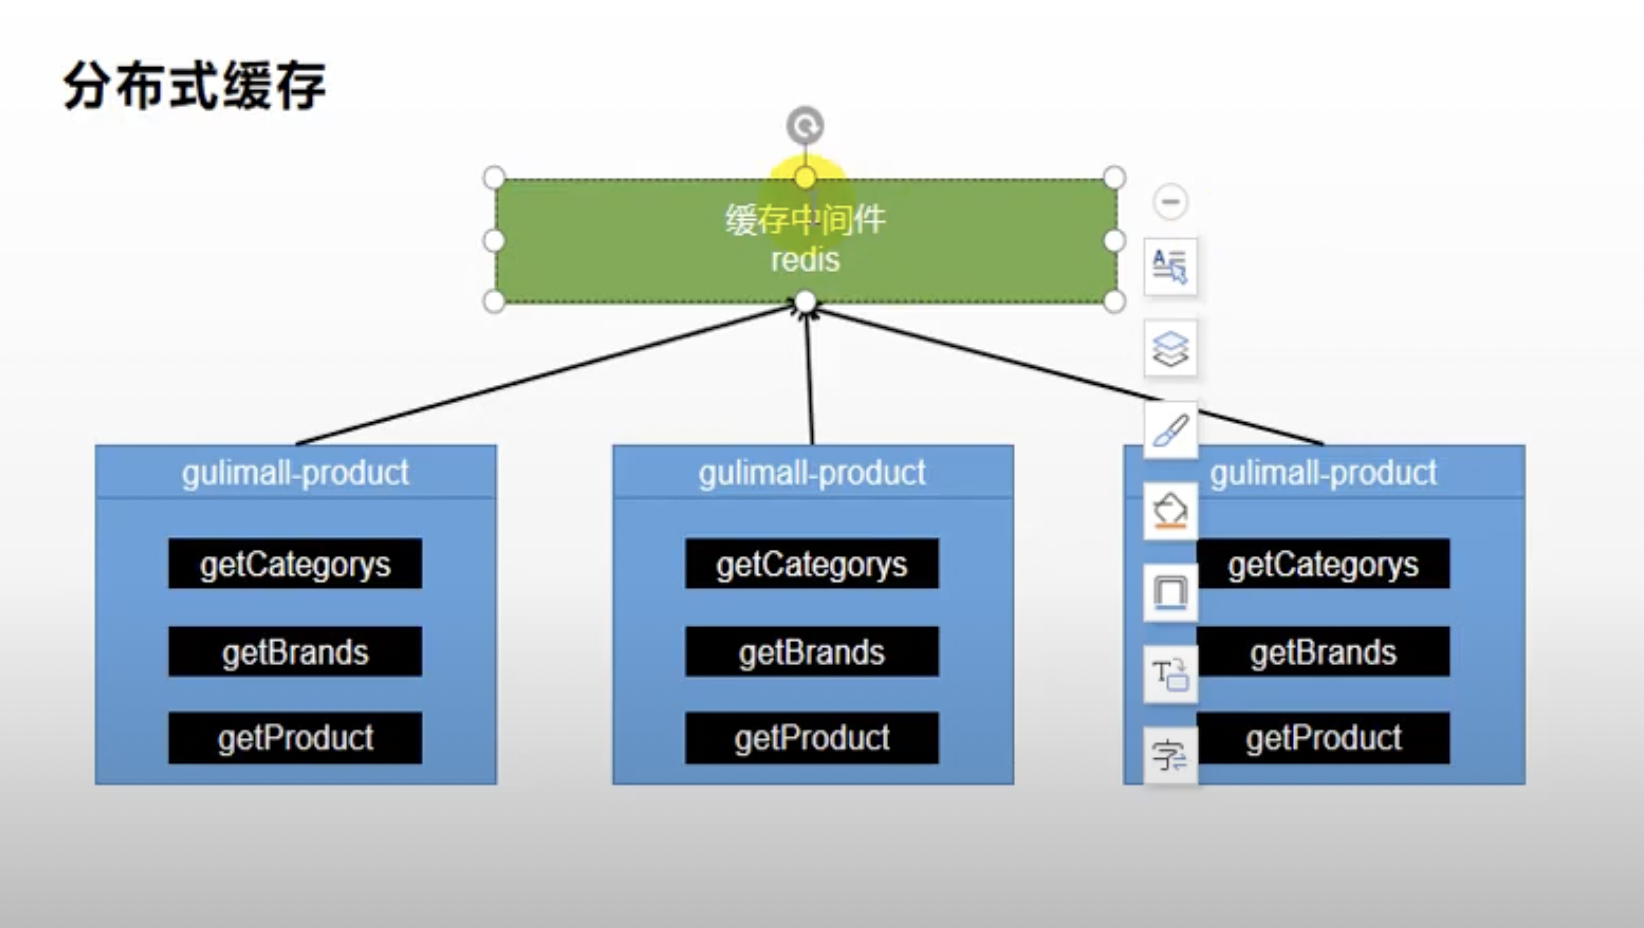 分布式缓存
缓存中间件
redis
gulimall-product
getCategorys
getBrands
getProduct
gulimall-product
getCategorys
getBrands
getProduct
gulimall-product
getCategorys
getBrands
getProduct
A
T
字